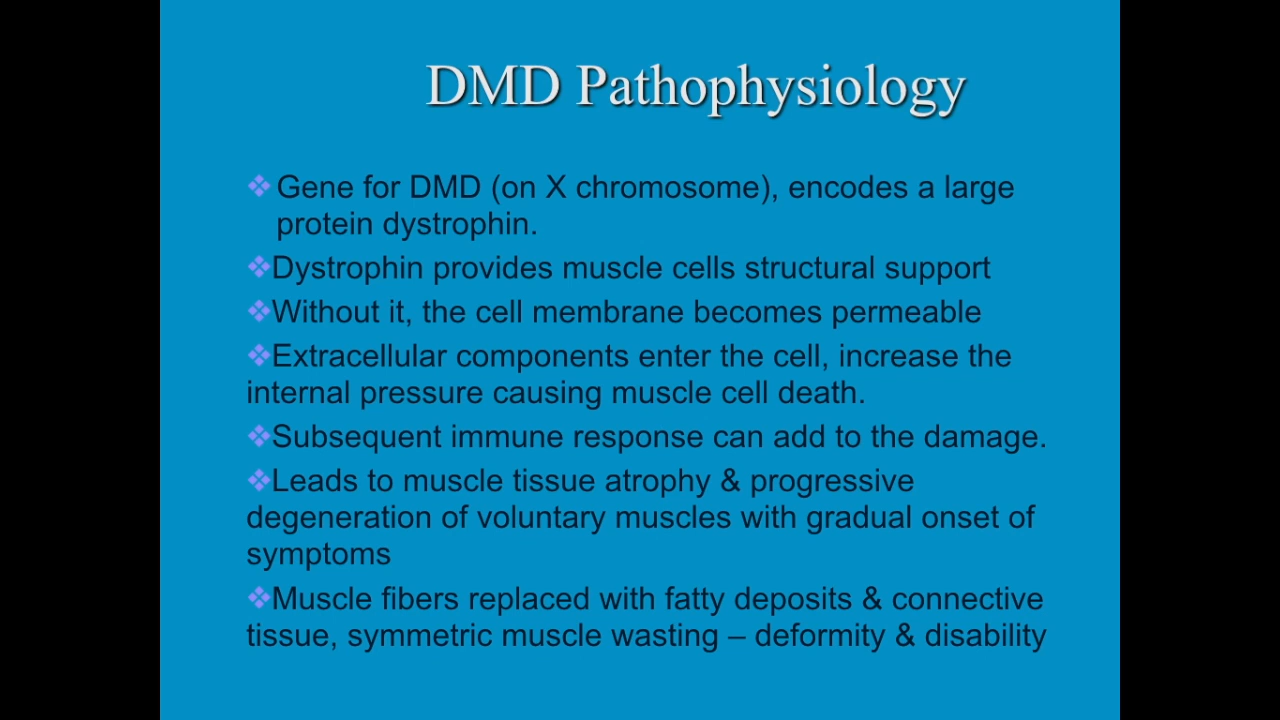 DMD Pathophysiology
❖ Gene for DMD (on X chromosome), encodes a large
protein dystrophin.
❖Dystrophin provides muscle cells structural support
❖Without it, the cell membrane becomes permeable
❖Extracellular components enter the cell, increase the
internal pressure causing muscle cell death.
❖Subsequent immune response can add to the damage.
❖Leads to muscle tissue atrophy & progressive
degeneration of voluntary muscles with gradual onset of
symptoms
❖Muscle fibers replaced with fatty deposits & connective
tissue, symmetric muscle wasting – deformity & disability